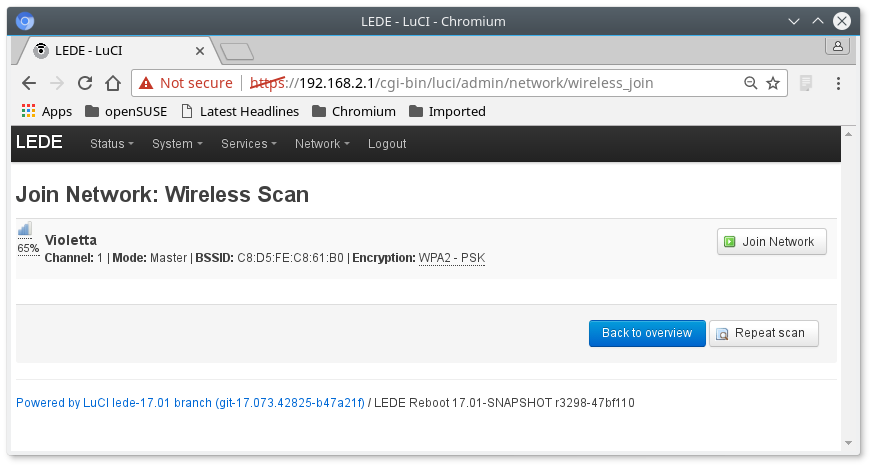 LEDE - LuCI - Chromium
LEDE - LuCI
Not secure https://192.168.2.1/cgi-bin/luci/admin/network/wireless_join
Apps openSUSE Latest Headlines Chromium Imported
LEDE Status System Services Network Logout
Join Network: Wireless Scan
Violetta
65%
Channel: 1 | Mode: Master | BSSID: C8:D5:FE:C8:61:B0 | Encryption: WPA2 - PSK
Join Network
Back to overview Repeat scan
Powered by LuCI lede-17.01 branch (git-17.073.42825-b47a21f) / LEDE Reboot 17.01-SNAPSHOT r3298-47bf110